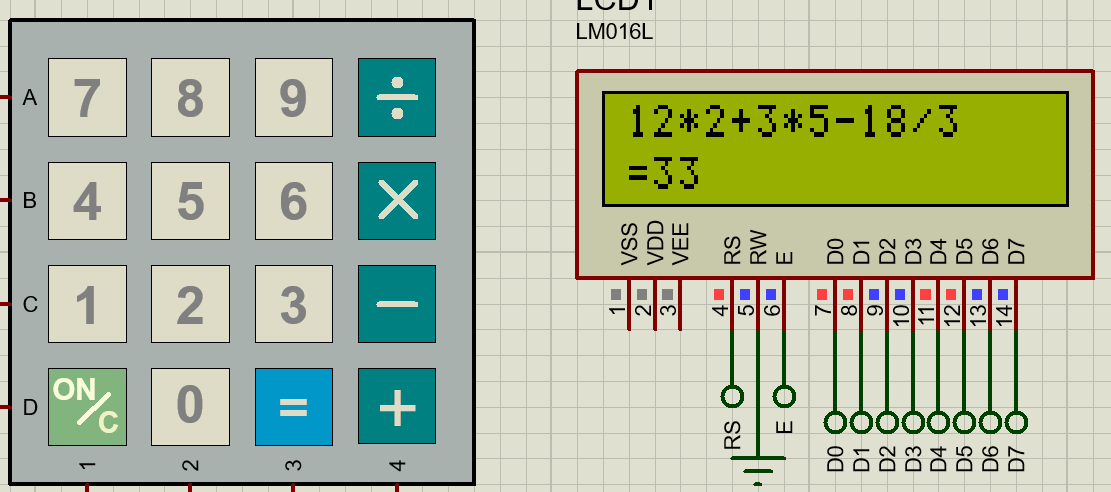 LCD1
LM016L
A 7 8 9 ÷
B 4 5 6 ×
C 1 2 3 −
D ON/C 0 = +
1 2 3 4
12*2+3*5-18/3
=33
VSS VDD VEE RS RW E D0 D1 D2 D3 D4 D5 D6 D7
1 2 3 4 5 6 7 8 9 10 11 12 13 14
RS E D0 D1 D2 D3 D4 D5 D6 D7